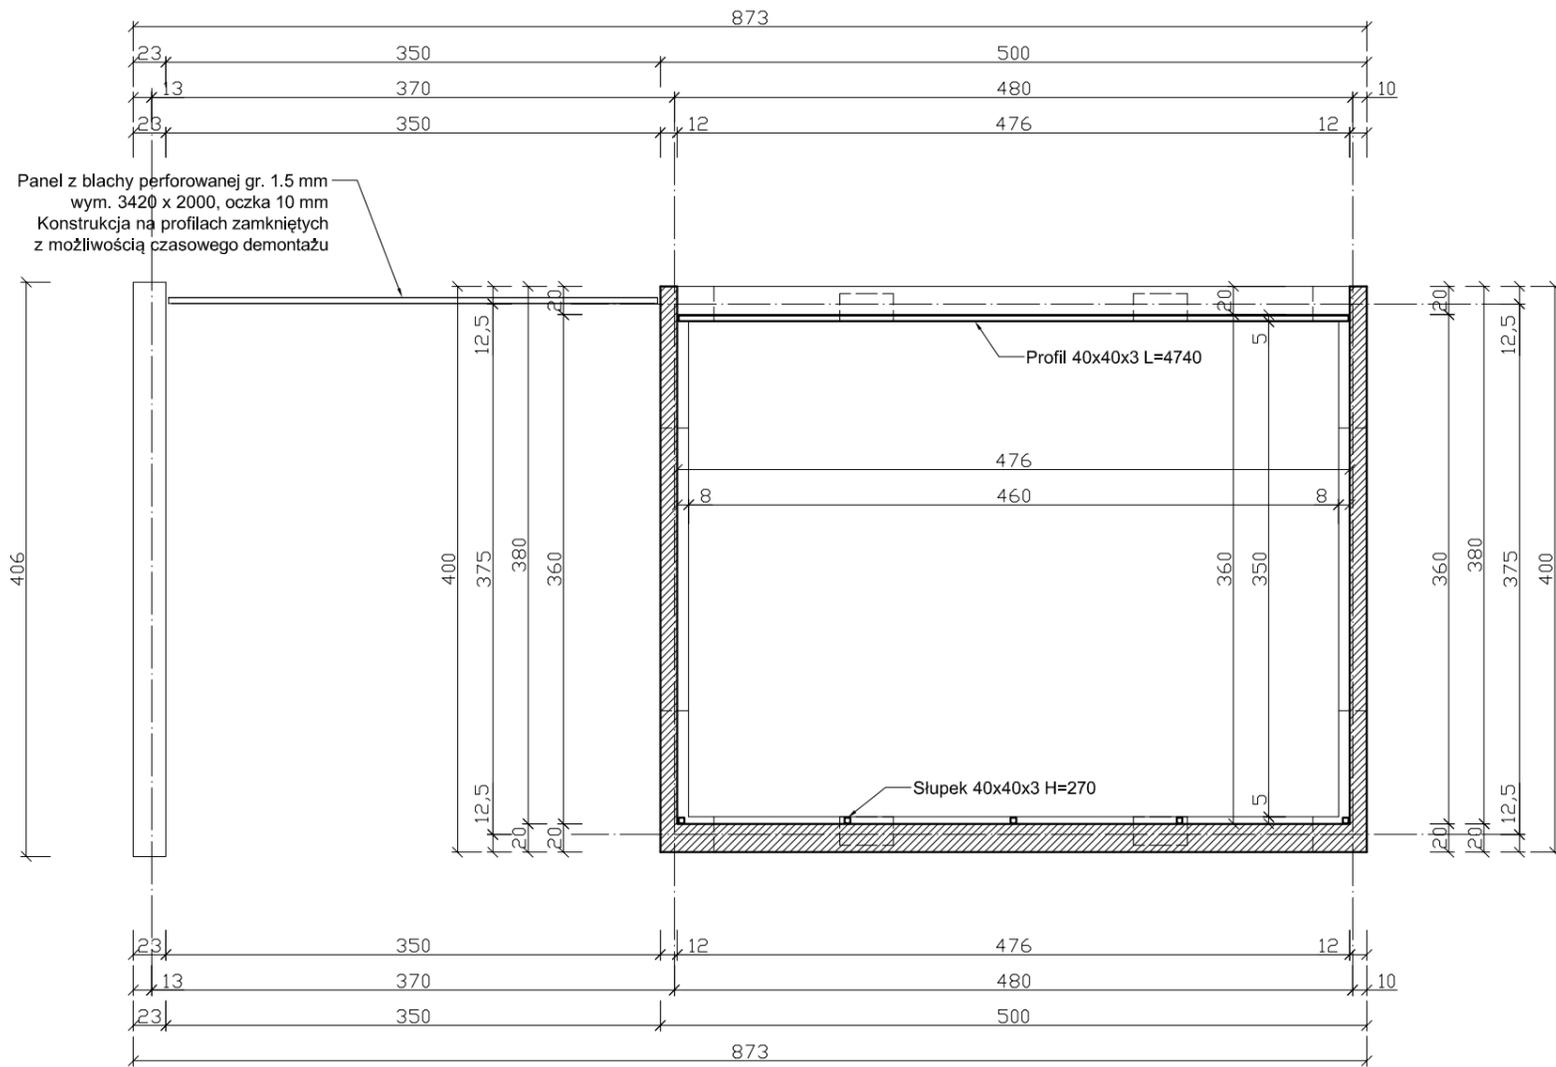 873
23 350 500
13 370 480 10
23 350 12 476 12
Panel z blachy perforowanej gr. 1.5 mm
wym. 3420 x 2000, oczka 10 mm
Konstrukcja na profilach zamkniętych
z możliwością czasowego demontażu
20 20 20
12,5 5 12,5
Profil 40x40x3 L=4740
476
8 460 8
406 400 375 380 360 360 350 360 380 375 400
Słupek 40x40x3 H=270
12,5 5 12,5
20 20 20 20
23 350 12 476 12
13 370 480 10
23 350 500
873